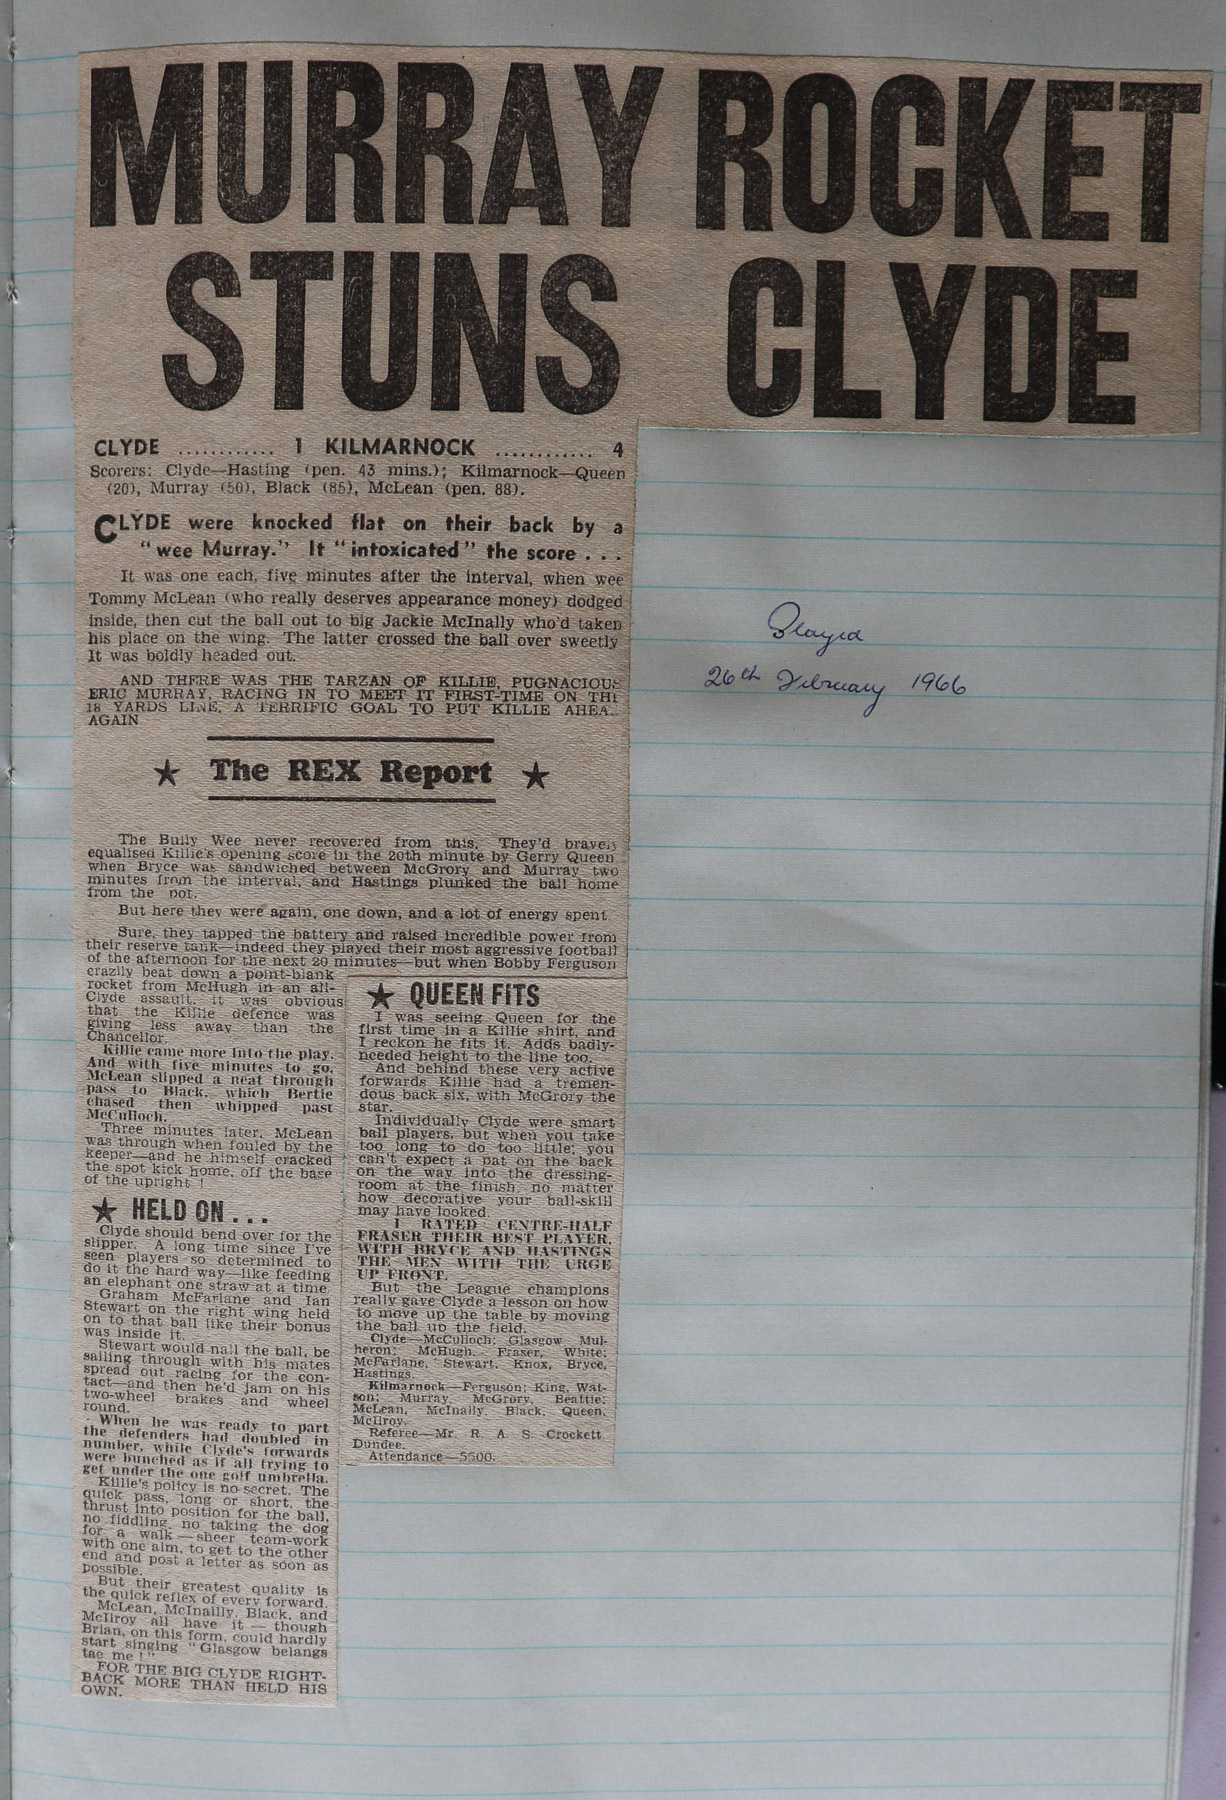 MURRAY ROCKET
STUNS CLYDE
CLYDE ............ 1 KILMARNOCK ............ 4
Scorers: Clyde—Hasting (pen. 43 mins.); Kilmarnock—Queen
(20), Murray (50), Black (85), McLean (pen. 88).
CLYDE were knocked flat on their back by a
"wee Murray." It "intoxicated" the score . . .
It was one each, five minutes after the interval, when wee
Tommy McLean (who really deserves appearance money) dodged
inside, then cut the ball out to big Jackie McInally who'd taken
his place on the wing. The latter crossed the ball over sweetly
It was boldly headed out.
AND THERE WAS THE TARZAN OF KILLIE, PUGNACIOUS
ERIC MURRAY, RACING IN TO MEET IT FIRST-TIME ON THE
18 YARDS LINE, A TERRIFIC GOAL TO PUT KILLIE AHEA
AGAIN
★ The REX Report ★
The Bully Wee never recovered from this. They'd bravely
equalised Killie's opening score in the 20th minute by Gerry Queen
when Bryce was sandwiched between McGrory and Murray two
minutes from the interval, and Hastings plunked the ball home
from the pot.
But here they were again, one down, and a lot of energy spent.
Sure, they tapped the battery and raised incredible power from
their reserve tank—indeed they played their most aggressive football
of the afternoon for the next 20 minutes—but when Bobby Ferguson
crazily beat down a point-blank
rocket from McHugh in an all-
Clyde assault, it was obvious
that the Killie defence was
giving less away than the
Chancellor.
Killie came more into the play.
And with five minutes to go,
McLean slipped a neat through
pass to Black, which Bertie
chased then whipped past
McCulloch.
Three minutes later, McLean
was through when fouled by the
keeper—and he himself cracked
the spot kick home, off the base
of the upright !
★ HELD ON . . .
Clyde should bend over for the
slipper. A long time since I've
seen players so determined to
do it the hard way—like feeding
an elephant one straw at a time.
Graham McFarlane and Ian
Stewart on the right wing held
on to that ball like their bonus
was inside it.
Stewart would nail the ball, be
sailing through with his mates
spread out racing for the con-
tact—and then he'd jam on his
two-wheel brakes and wheel
round.
When he was ready to part
the defenders had doubled in
number, while Clyde's forwards
were bunched as if all trying to
get under the one golf umbrella.
Killie's policy is no secret. The
quick pass, long or short, the
thrust into position for the ball,
no fiddling, no taking the dog
for a walk—sheer team-work
with one aim, to get to the other
end and post a letter as soon as
possible.
But their greatest quality is
the quick reflex of every forward.
McLean, McInailly, Black, and
McIlroy all have it — though
Brian, on this form, could hardly
start singing "Glasgow belangs
tae me !"
FOR THE BIG CLYDE RIGHT-
BACK MORE THAN HELD HIS
OWN.
★ QUEEN FITS
I was seeing Queen for the
first time in a Killie shirt, and
I reckon he fits it. Adds badly-
needed height to the line too.
And behind these very active
forwards Killie had a tremen-
dous back six, with McGrory the
star.
Individually Clyde were smart
ball players, but when you take
too long to do too little, you
can't expect a pat on the back
on the way into the dressing-
room at the finish, no matter
how decorative your ball-skill
may have looked.
I RATED CENTRE-HALF
FRASER THEIR BEST PLAYER,
WITH BRYCE AND HASTINGS
THE MEN WITH THE URGE
UP FRONT.
But the League champions
really gave Clyde a lesson on how
to move up the table by moving
the ball up the field.
Clyde—McCulloch; Glasgow Mul-
heron; McHugh, Fraser, White;
McFarlane, Stewart, Knox, Bryce,
Hastings.
Kilmarnock—Ferguson; King, Wat-
son; Murray, McGrory, Beattie;
McLean, McInally, Black, Queen,
McIlroy.
Referee—Mr. R. A. S. Crockett,
Dundee.
Attendance—5500.
Played
26th February 1966